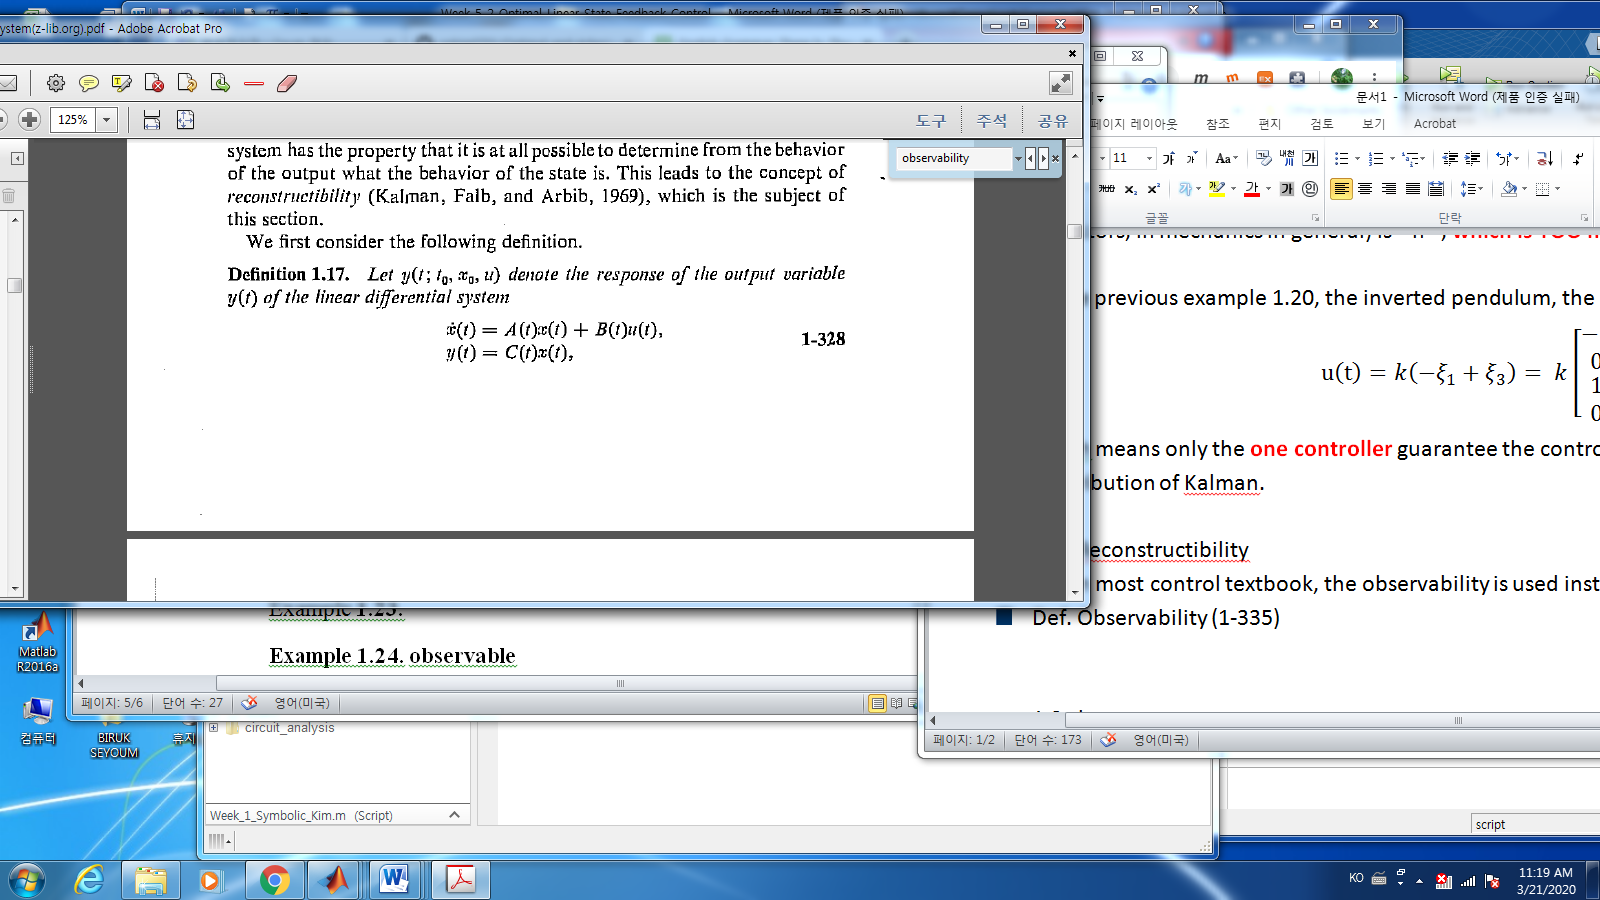 ystem(z-lib.org).pdf - Adobe Acrobat Pro
125%
도구
주석
공유
observability
system has the property that it is at all possible to determine from the behavior
of the output what the behavior of the state is. This leads to the concept of
reconstructibility (Kalman, Falb, and Arbib, 1969), which is the subject of
this section.
We first consider the following definition.
Definition 1.17. Let y(t; t₀, x₀, u) denote the response of the output variable
y(t) of the linear differential system
ẋ(t) = A(t)x(t) + B(t)u(t),
y(t) = C(t)x(t),
1-328
문서1 - Microsoft Word (제품 인증 실패)
페이지 레이아웃
참조
편지
검토
보기
Acrobat
11
글꼴
단락
previous example 1.20, the inverted pendulum, the
u(t) = k(−ξ₁ + ξ₃) = k
means only the one controller guarantee the contro
bution of Kalman.
econstructibility
most control textbook, the observability is used inst
Def. Observability (1-335)
페이지: 1/2
단어 수: 173
영어(미국)
Example 1.23.
Example 1.24. observable
페이지: 5/6
단어 수: 27
영어(미국)
circuit_analysis
Week_1_Symbolic_Kim.m (Script)
script
Matlab
R2016a
컴퓨터
BIRUK
SEYOUM
휴지
KO
11:19 AM
3/21/2020